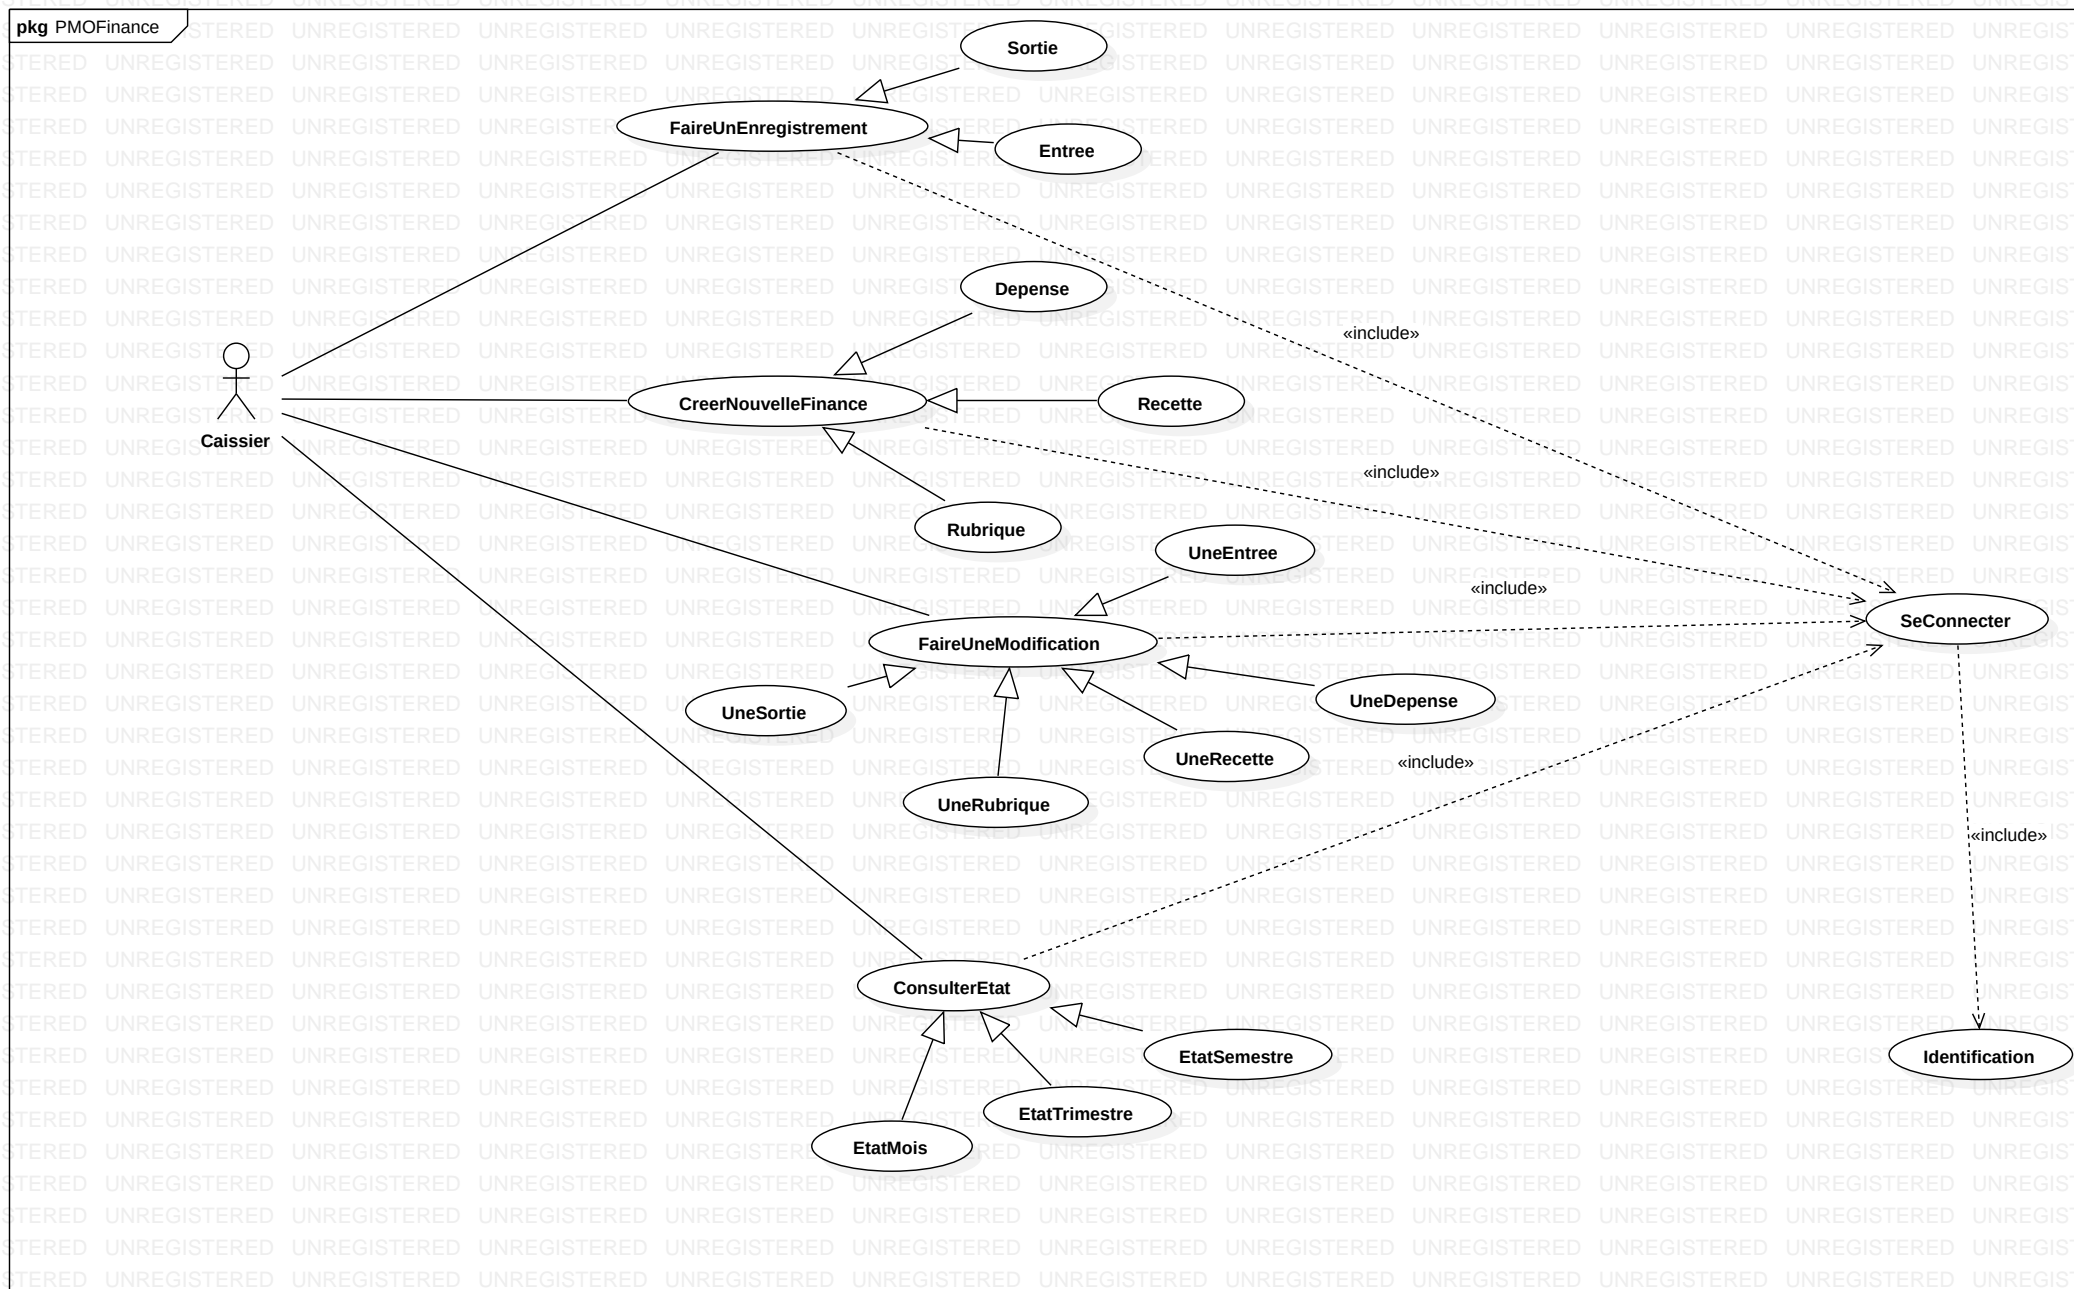 pkg PMOFinance
Sortie
FaireUnEnregistrement
Entree
Depense
«include»
CreerNouvelleFinance
Recette
Caissier
«include»
Rubrique
UneEntree
«include»
SeConnecter
FaireUneModification
UneSortie
UneDepense
UneRecette
«include»
UneRubrique
«include»
ConsulterEtat
EtatSemestre
Identification
EtatTrimestre
EtatMois
UNREGISTERED